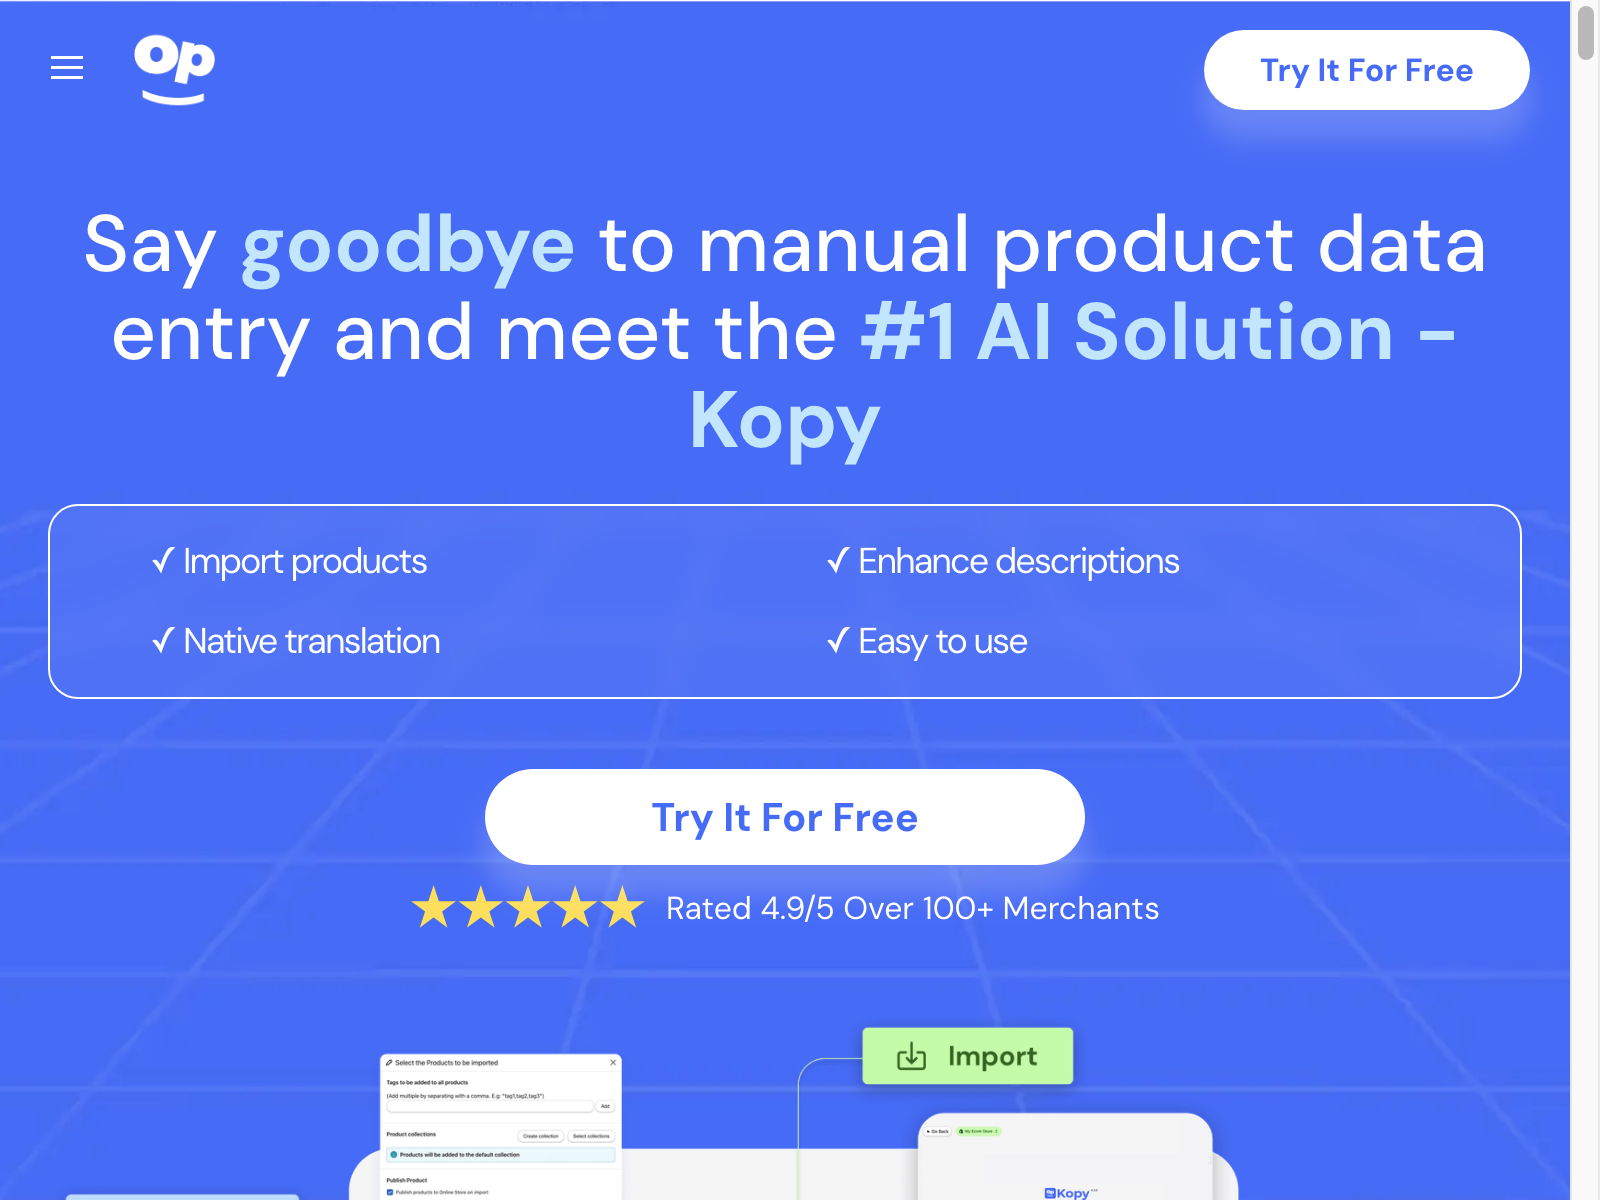 op
Try It For Free
Say goodbye to manual product data
entry and meet the #1 AI Solution -
Kopy
✓ Import products
✓ Enhance descriptions
✓ Native translation
✓ Easy to use
Try It For Free
★★★★★ Rated 4.9/5 Over 100+ Merchants
Import
Select the Products to be imported
Tags to be added to all products
(Add multiple by separating with a comma. E.g: "tag1,tag2,tag3")
Add
Product collections
Create collection
Select collections
Products will be added to the default collection
Publish Product
Publish products to Online Store on import
Go Back
My Ecom Store
Kopy